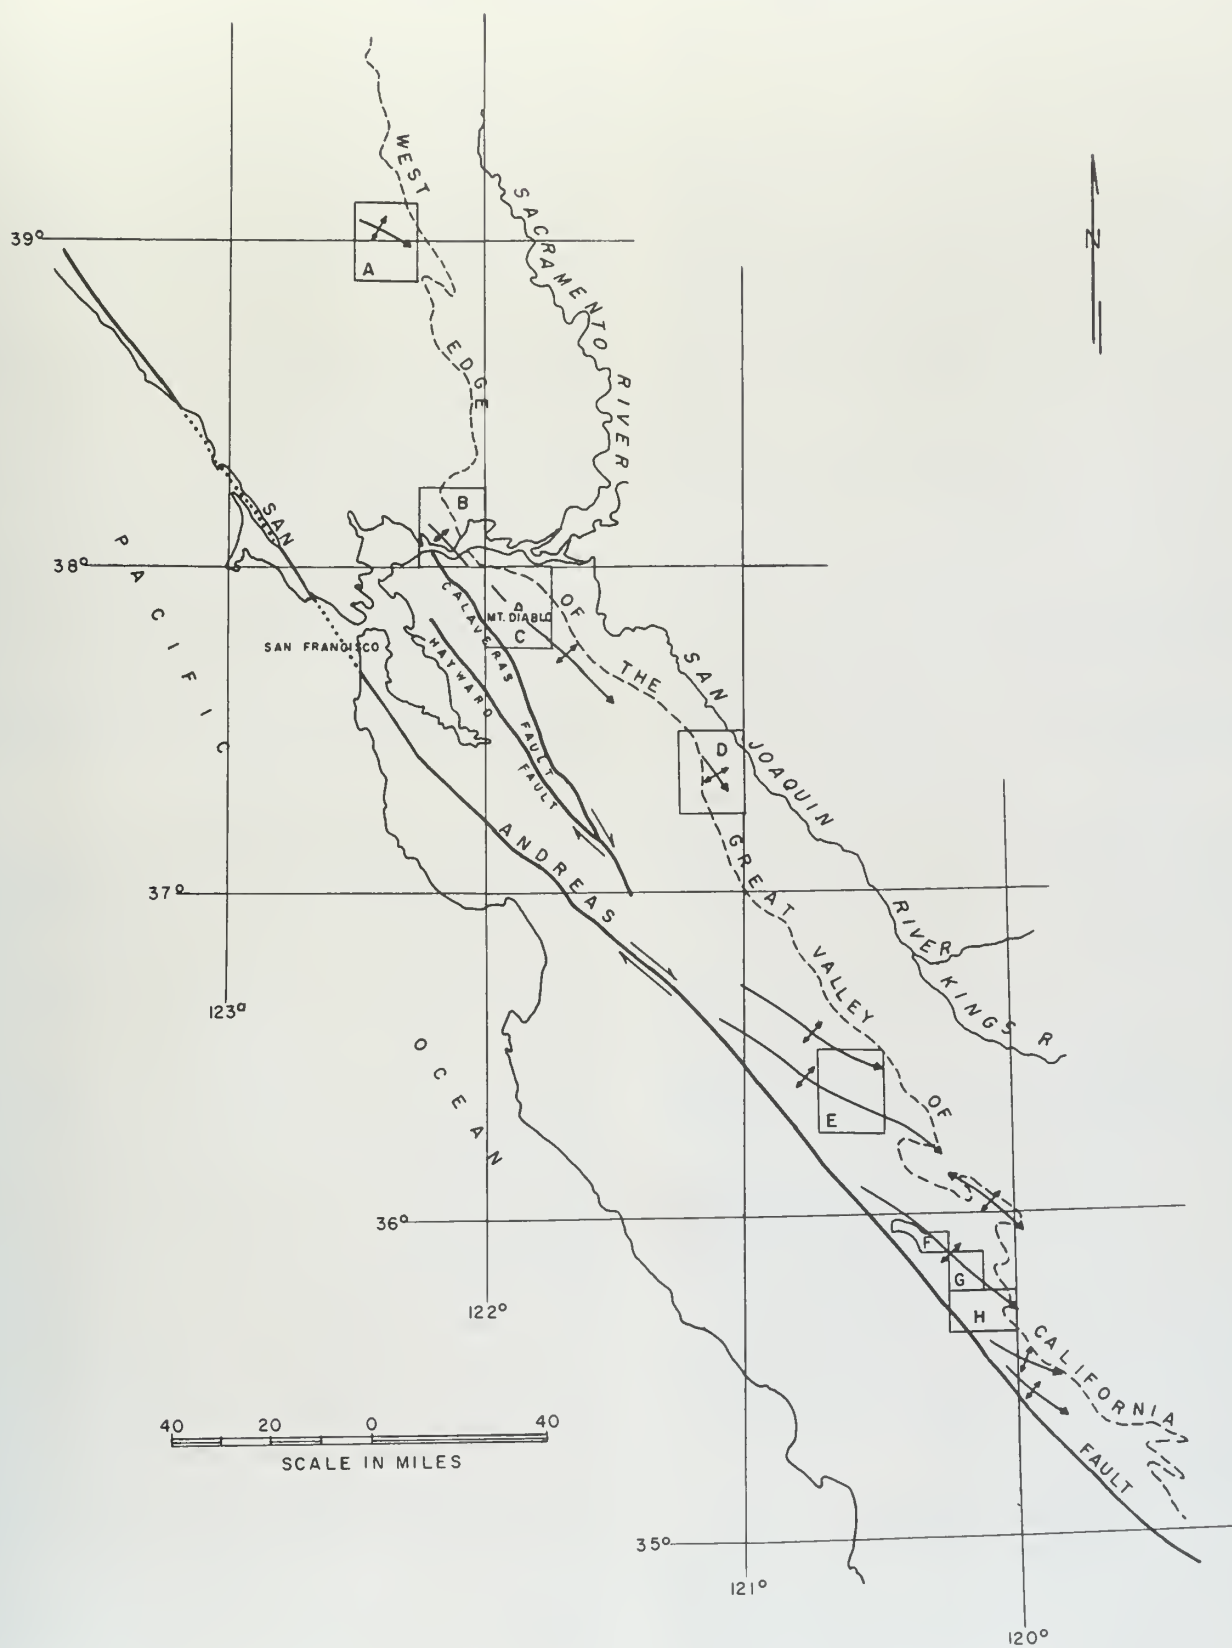 WEST EDGE OF THE GREAT VALLEY OF CALIFORNIA
SACRAMENTO RIVER
N
39°
A
B
38°
PACIFIC OCEAN
SAN ANDREAS FAULT
CALAVERAS FAULT
HAYWARD FAULT
MT. DIABLO
C
SAN FRANCISCO
SAN JOAQUIN RIVER
D
37°
KINGS R
123°
E
36°
F
G
H
122°
40 20 0 40
SCALE IN MILES
35°
121°
120°